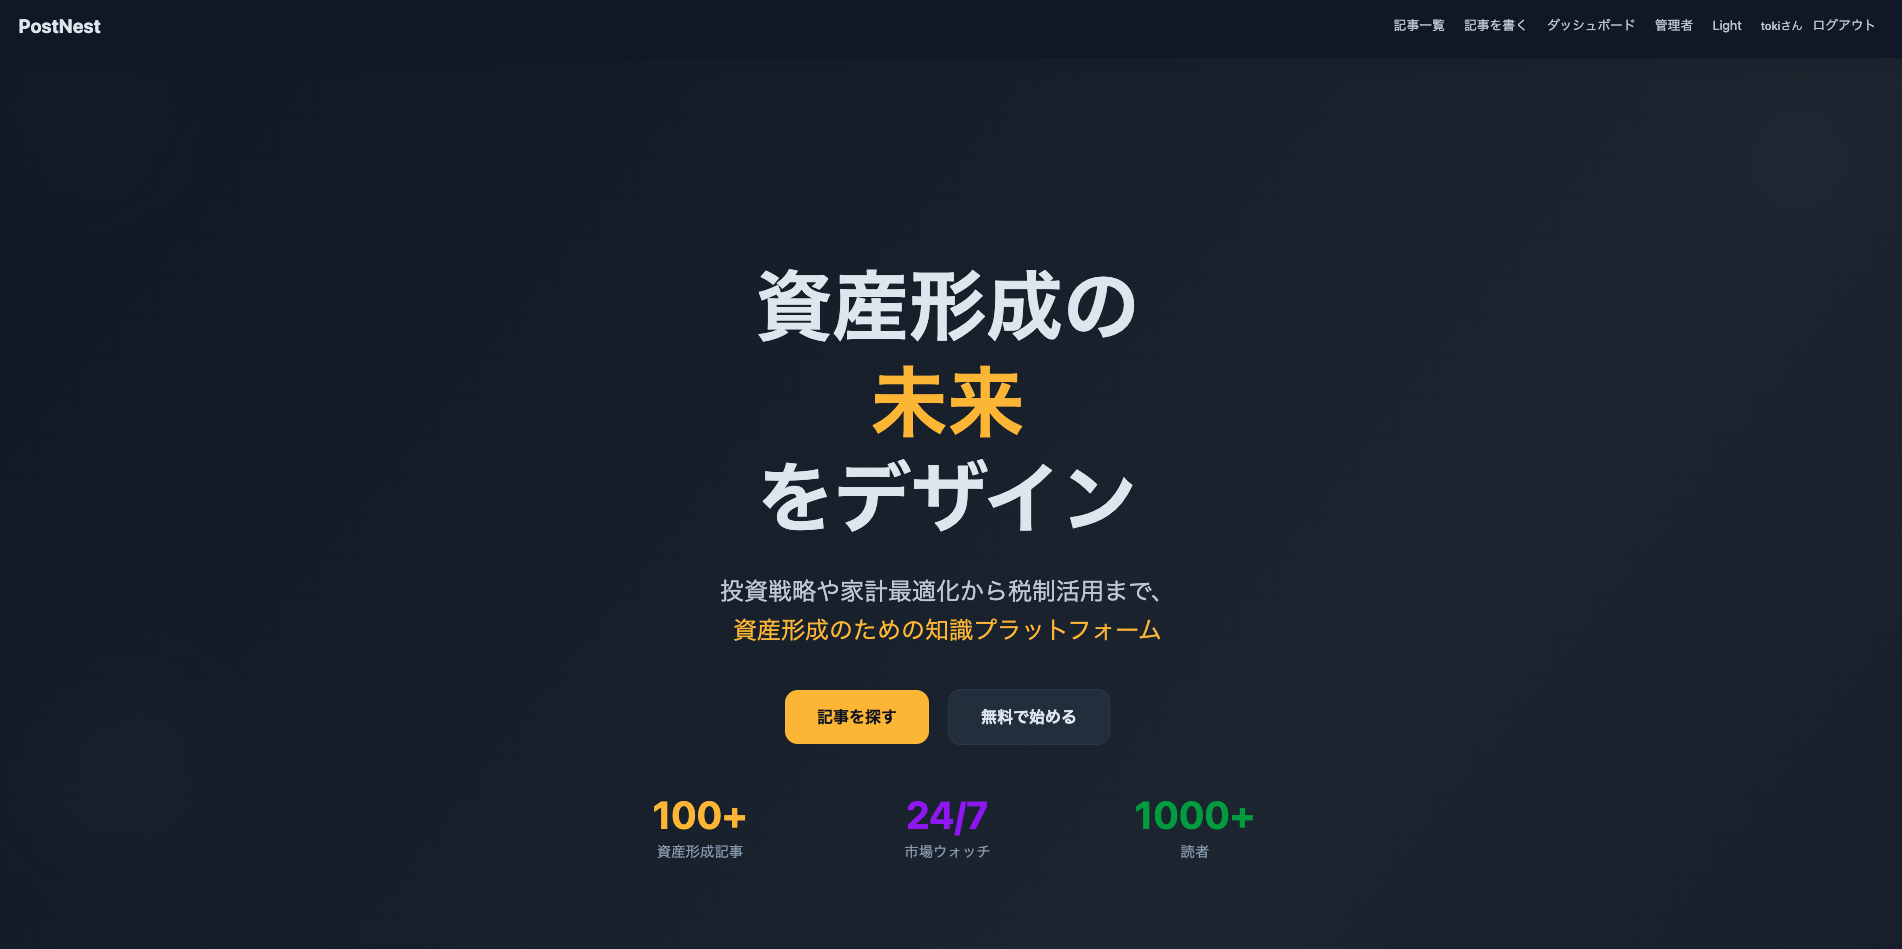 PostNest
記事一覧 記事を書く ダッシュボード 管理者 Light tokiさん ログアウト
資産形成の
未来
をデザイン
投資戦略や家計最適化から税制活用まで、
資産形成のための知識プラットフォーム
記事を探す 無料で始める
100+ 24/7 1000+
資産形成記事 市場ウォッチ 読者